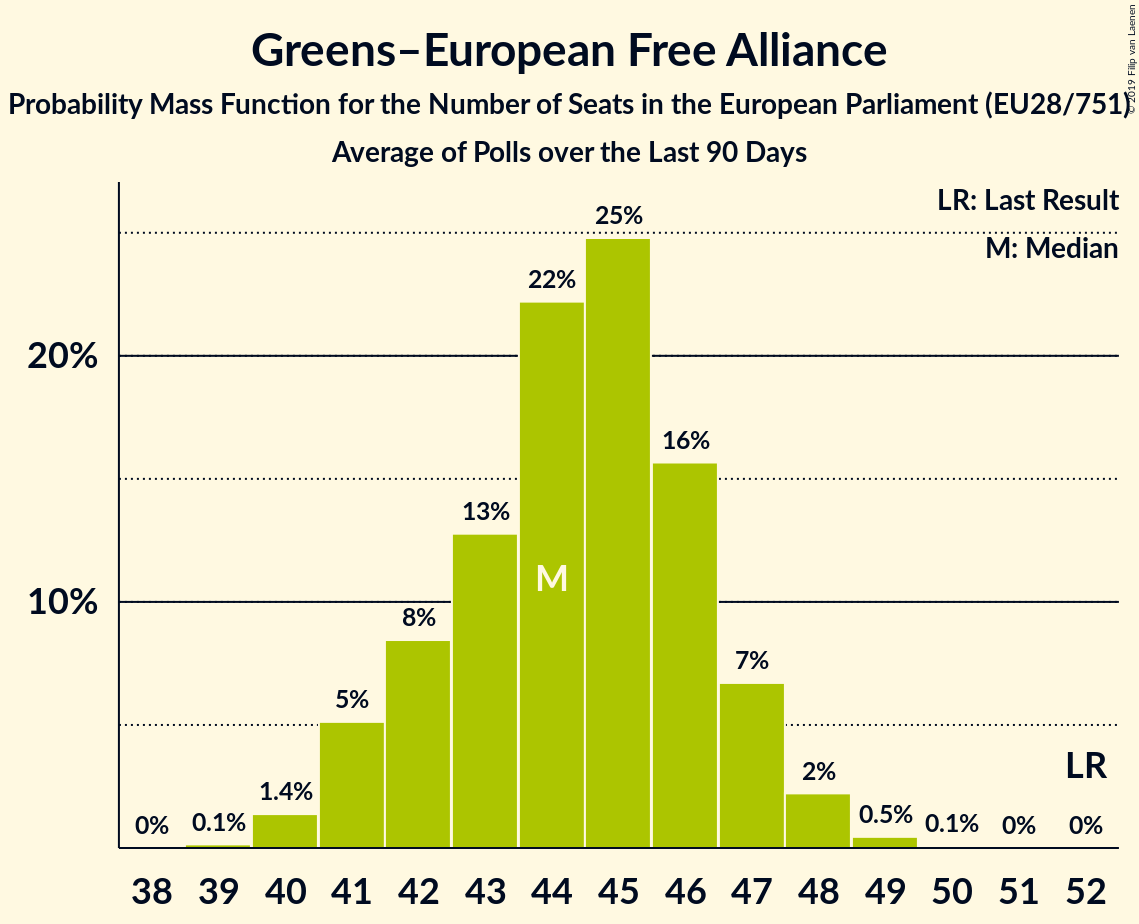 Greens–European Free Alliance
Probability Mass Function for the Number of Seats in the European Parliament (EU28/751)
Average of Polls over the Last 90 Days
© 2019 Filip van Laenen
LR: Last Result
M: Median
25%
22%
20%
16%
13%
M
10%
8%
7%
5%
LR
2%
1.4%
0.5%
0% 0.1% 0.1% 0% 0%
38 39 40 41 42 43 44 45 46 47 48 49 50 51 52